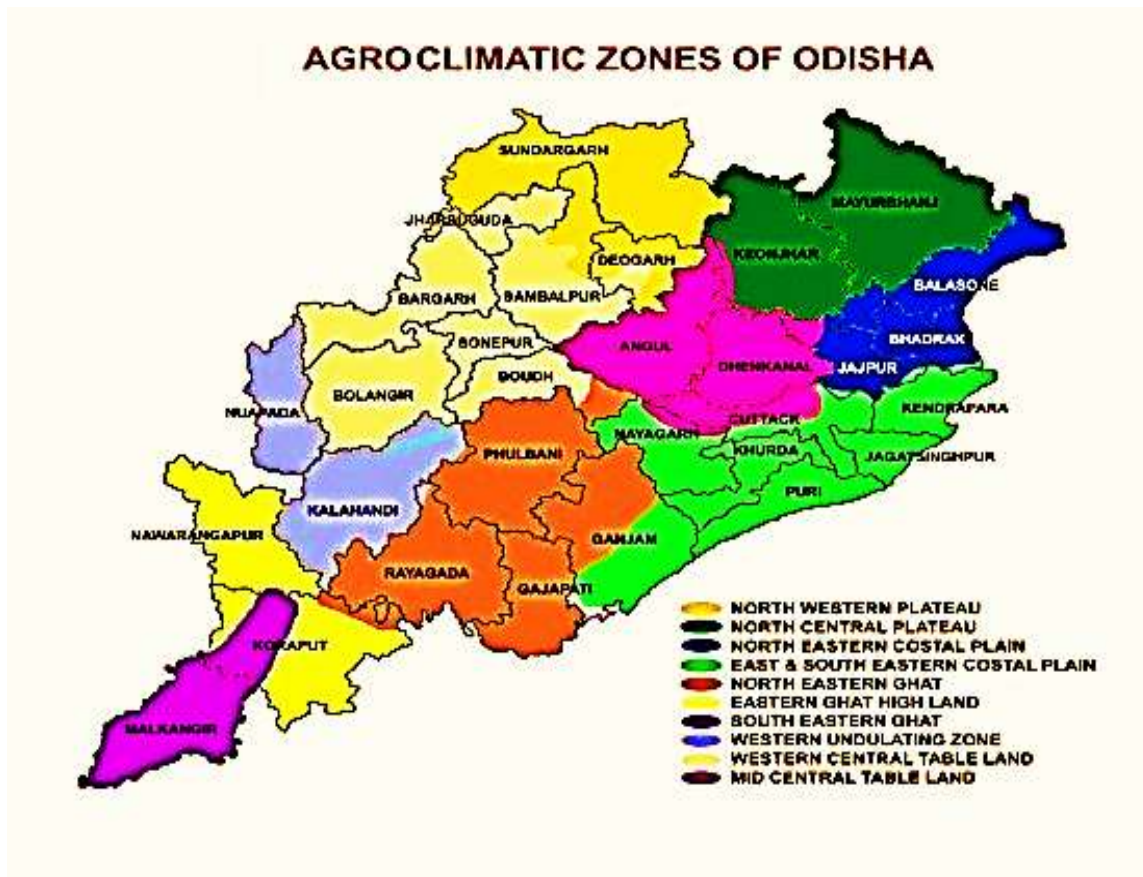 AGROCLIMATIC ZONES OF ODISHA
SUNDARGARH
MAYURBHANJ
JHARSUGUDA
KEONJHAR
DEOGARH
BALASONE
BARGARH
SAMBALPUR
BHADRAX
SONEPUR
ANGUL
DHENKANAL
JAJPUR
BOUDH
BOLANGIR
NUAPADA
CUTTACK
KENDRAPARA
NAYAGARH
PHULBANI
KHURDA
JAGATSINGHPUR
PURI
KALAHANDI
NAWARANGAPUR
GANJAM
RAYAGADA
GAJAPATI
KORAPUT
MALKANGIR
NORTH WESTERN PLATEAU
NORTH CENTRAL PLATEAU
NORTH EASTERN COSTAL PLAIN
EAST & SOUTH EASTERN COSTAL PLAIN
NORTH EASTERN GHAT
EASTERN GHAT HIGH LAND
SOUTH EASTERN GHAT
WESTERN UNDULATING ZONE
WESTERN CENTRAL TABLE LAND
MID CENTRAL TABLE LAND